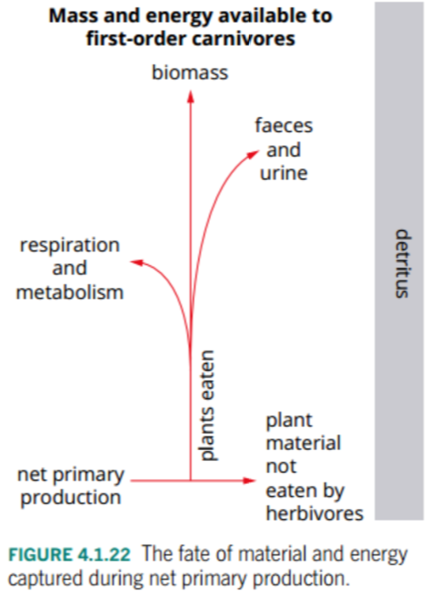 Mass and energy available to
first-order carnivores
biomass
faeces
and
urine
respiration
and
metabolism
detritus
plants eaten
net primary
production
plant
material
not
eaten by
herbivores
FIGURE 4.1.22 The fate of material and energy
captured during net primary production.